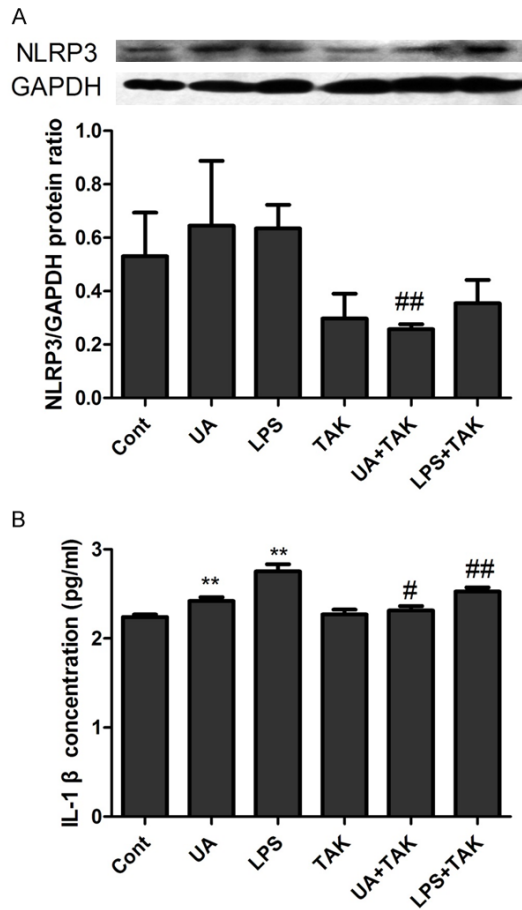 A
NLRP3
GAPDH
NLRP3/GAPDH protein ratio
1.0
0.8
0.6
0.4
0.2
0.0
##
Cont
UA
LPS
TAK
UA+TAK
LPS+TAK
B
IL-1 β concentration (pg/ml)
3
2
1
0
**
**
#
##
Cont
UA
LPS
TAK
UA+TAK
LPS+TAK